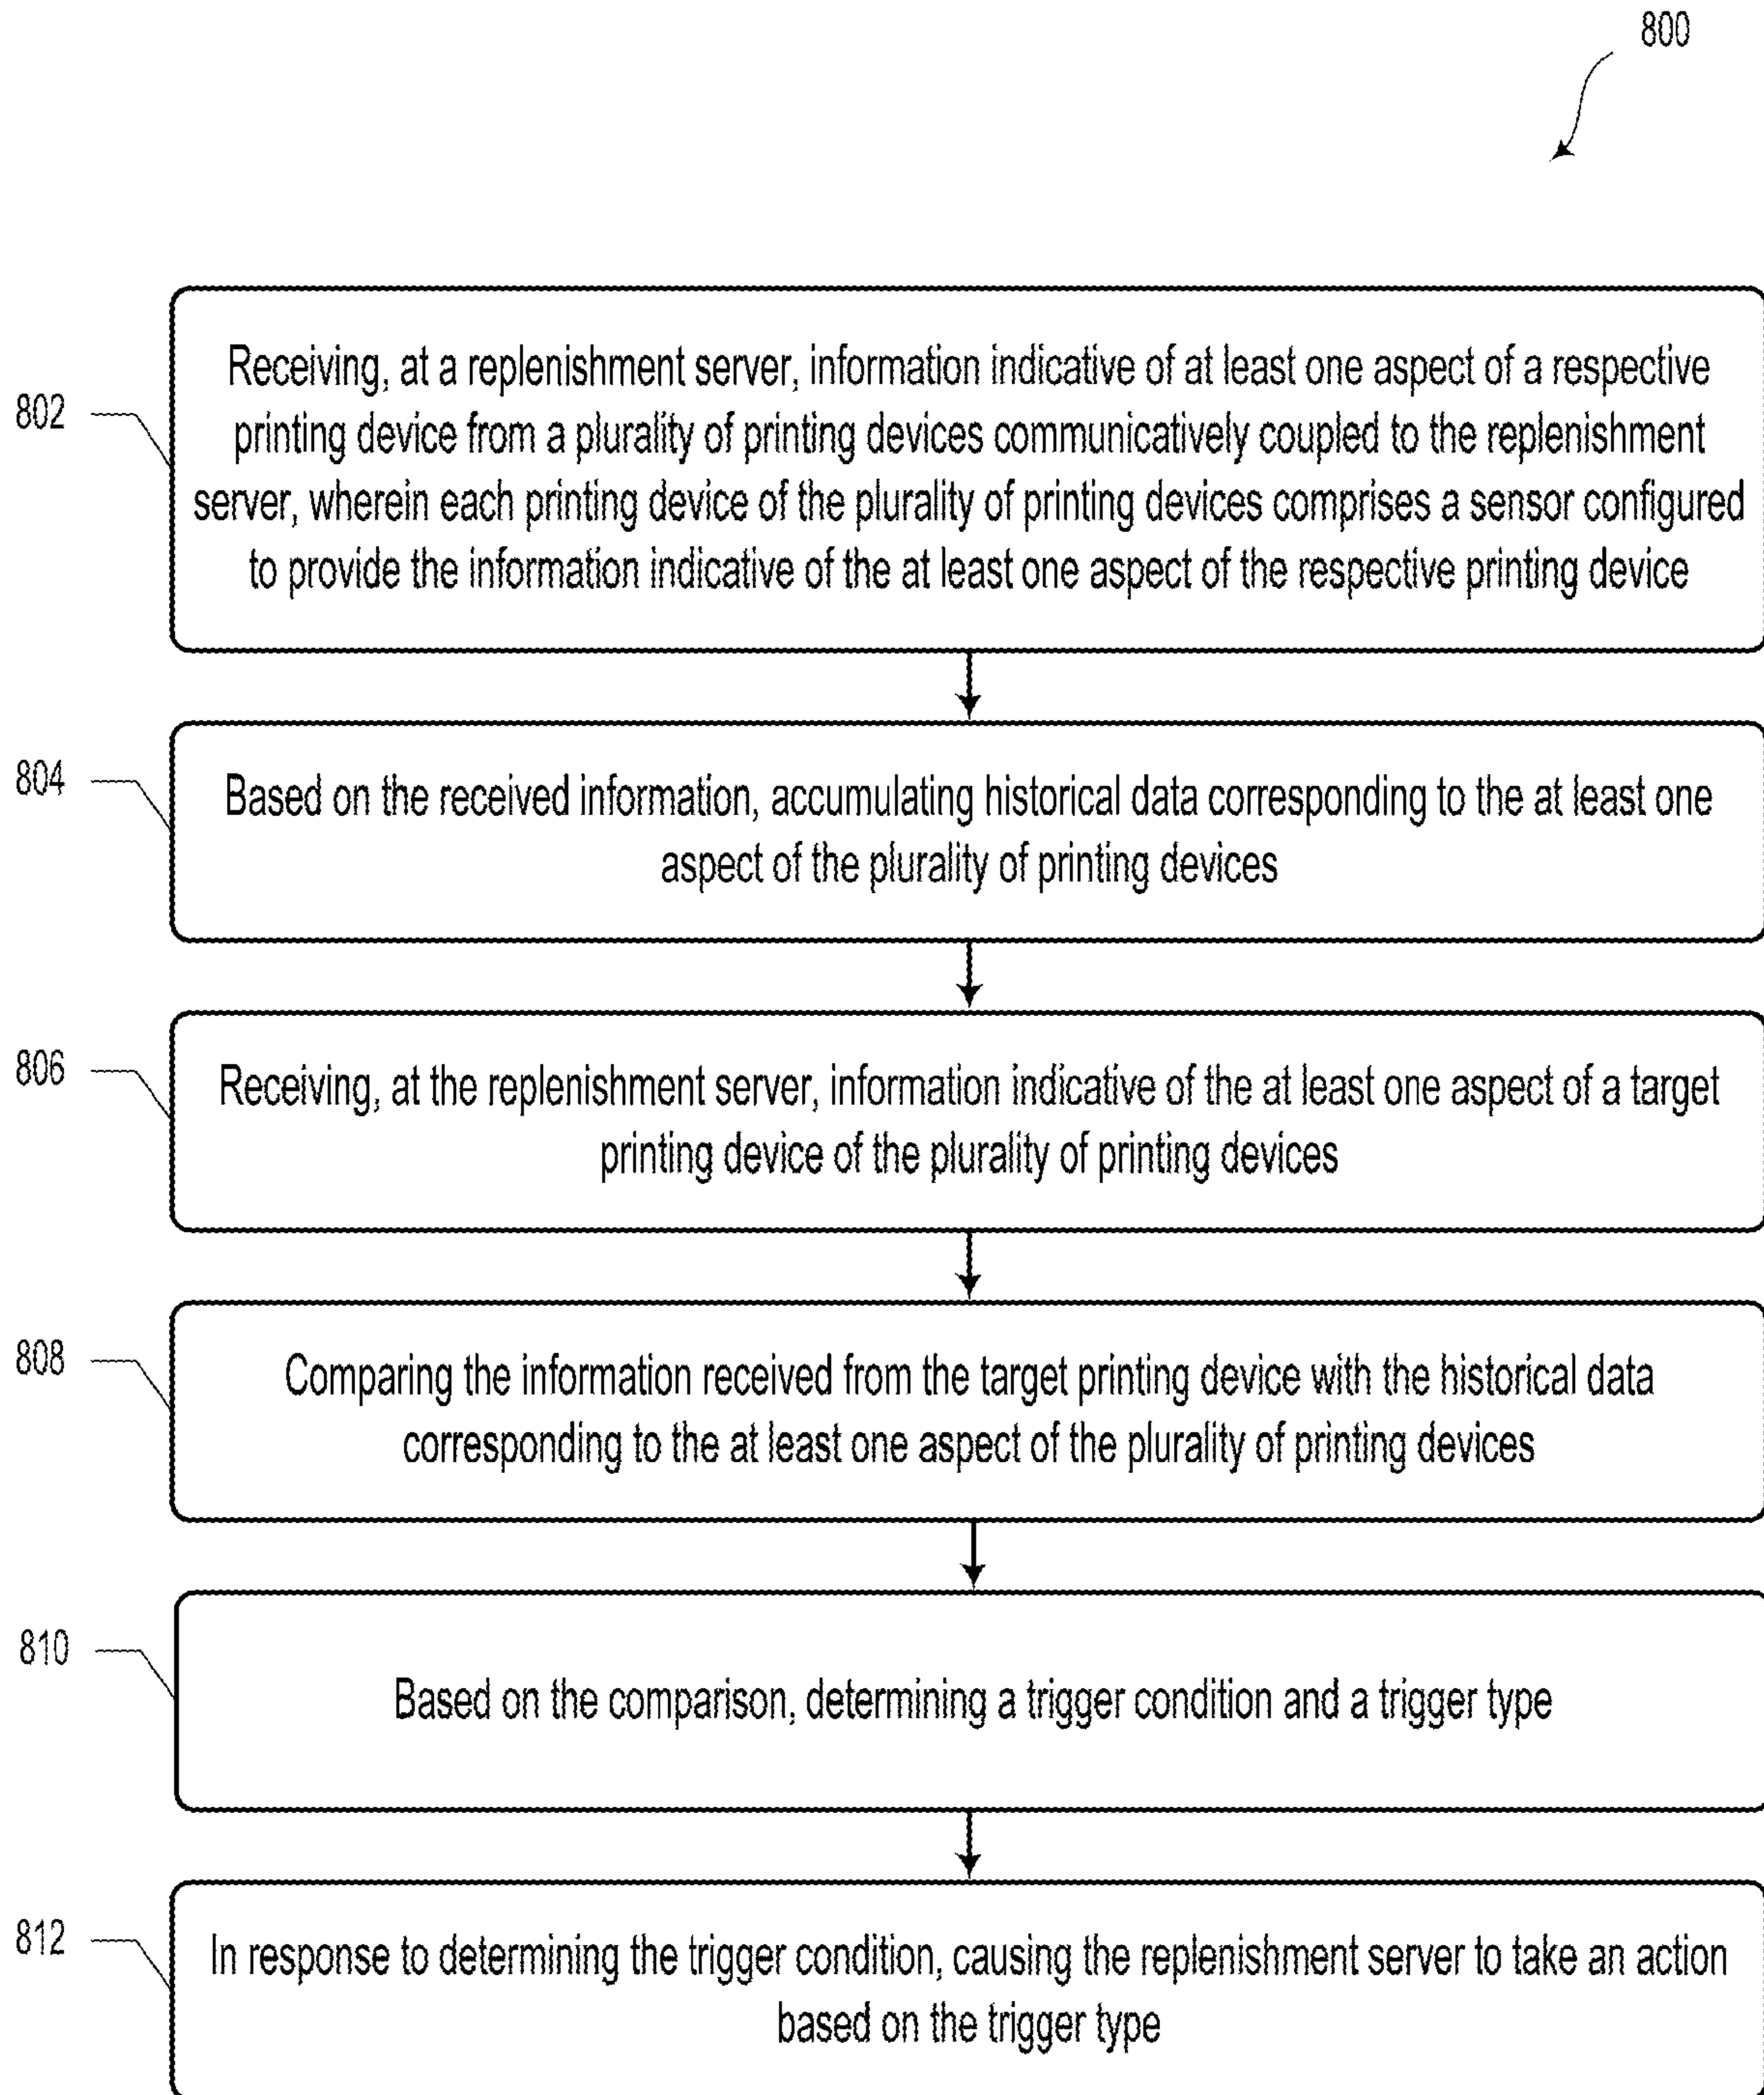 800
802
Receiving, at a replenishment server, information indicative of at least one aspect of a respective
printing device from a plurality of printing devices communicatively coupled to the replenishment
server, wherein each printing device of the plurality of printing devices comprises a sensor configured
to provide the information indicative of the at least one aspect of the respective printing device
804
Based on the received information, accumulating historical data corresponding to the at least one
aspect of the plurality of printing devices
806
Receiving, at the replenishment server, information indicative of the at least one aspect of a target
printing device of the plurality of printing devices
808
Comparing the information received from the target printing device with the historical data
corresponding to the at least one aspect of the plurality of printing devices
810
Based on the comparison, determining a trigger condition and a trigger type
812
In response to determining the trigger condition, causing the replenishment server to take an action
based on the trigger type